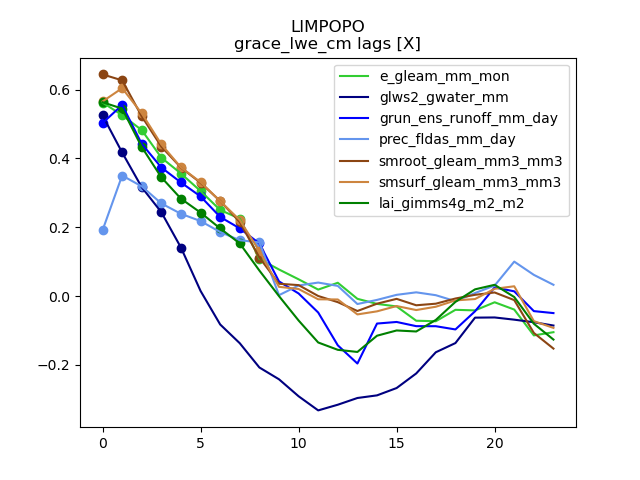 LIMPOPO
grace_lwe_cm lags [X]
e_gleam_mm_mon
glws2_gwater_mm
grun_ens_runoff_mm_day
prec_fldas_mm_day
smroot_gleam_mm3_mm3
smsurf_gleam_mm3_mm3
lai_gimms4g_m2_m2
0.6
0.4
0.2
0.0
−0.2
0 5 10 15 20